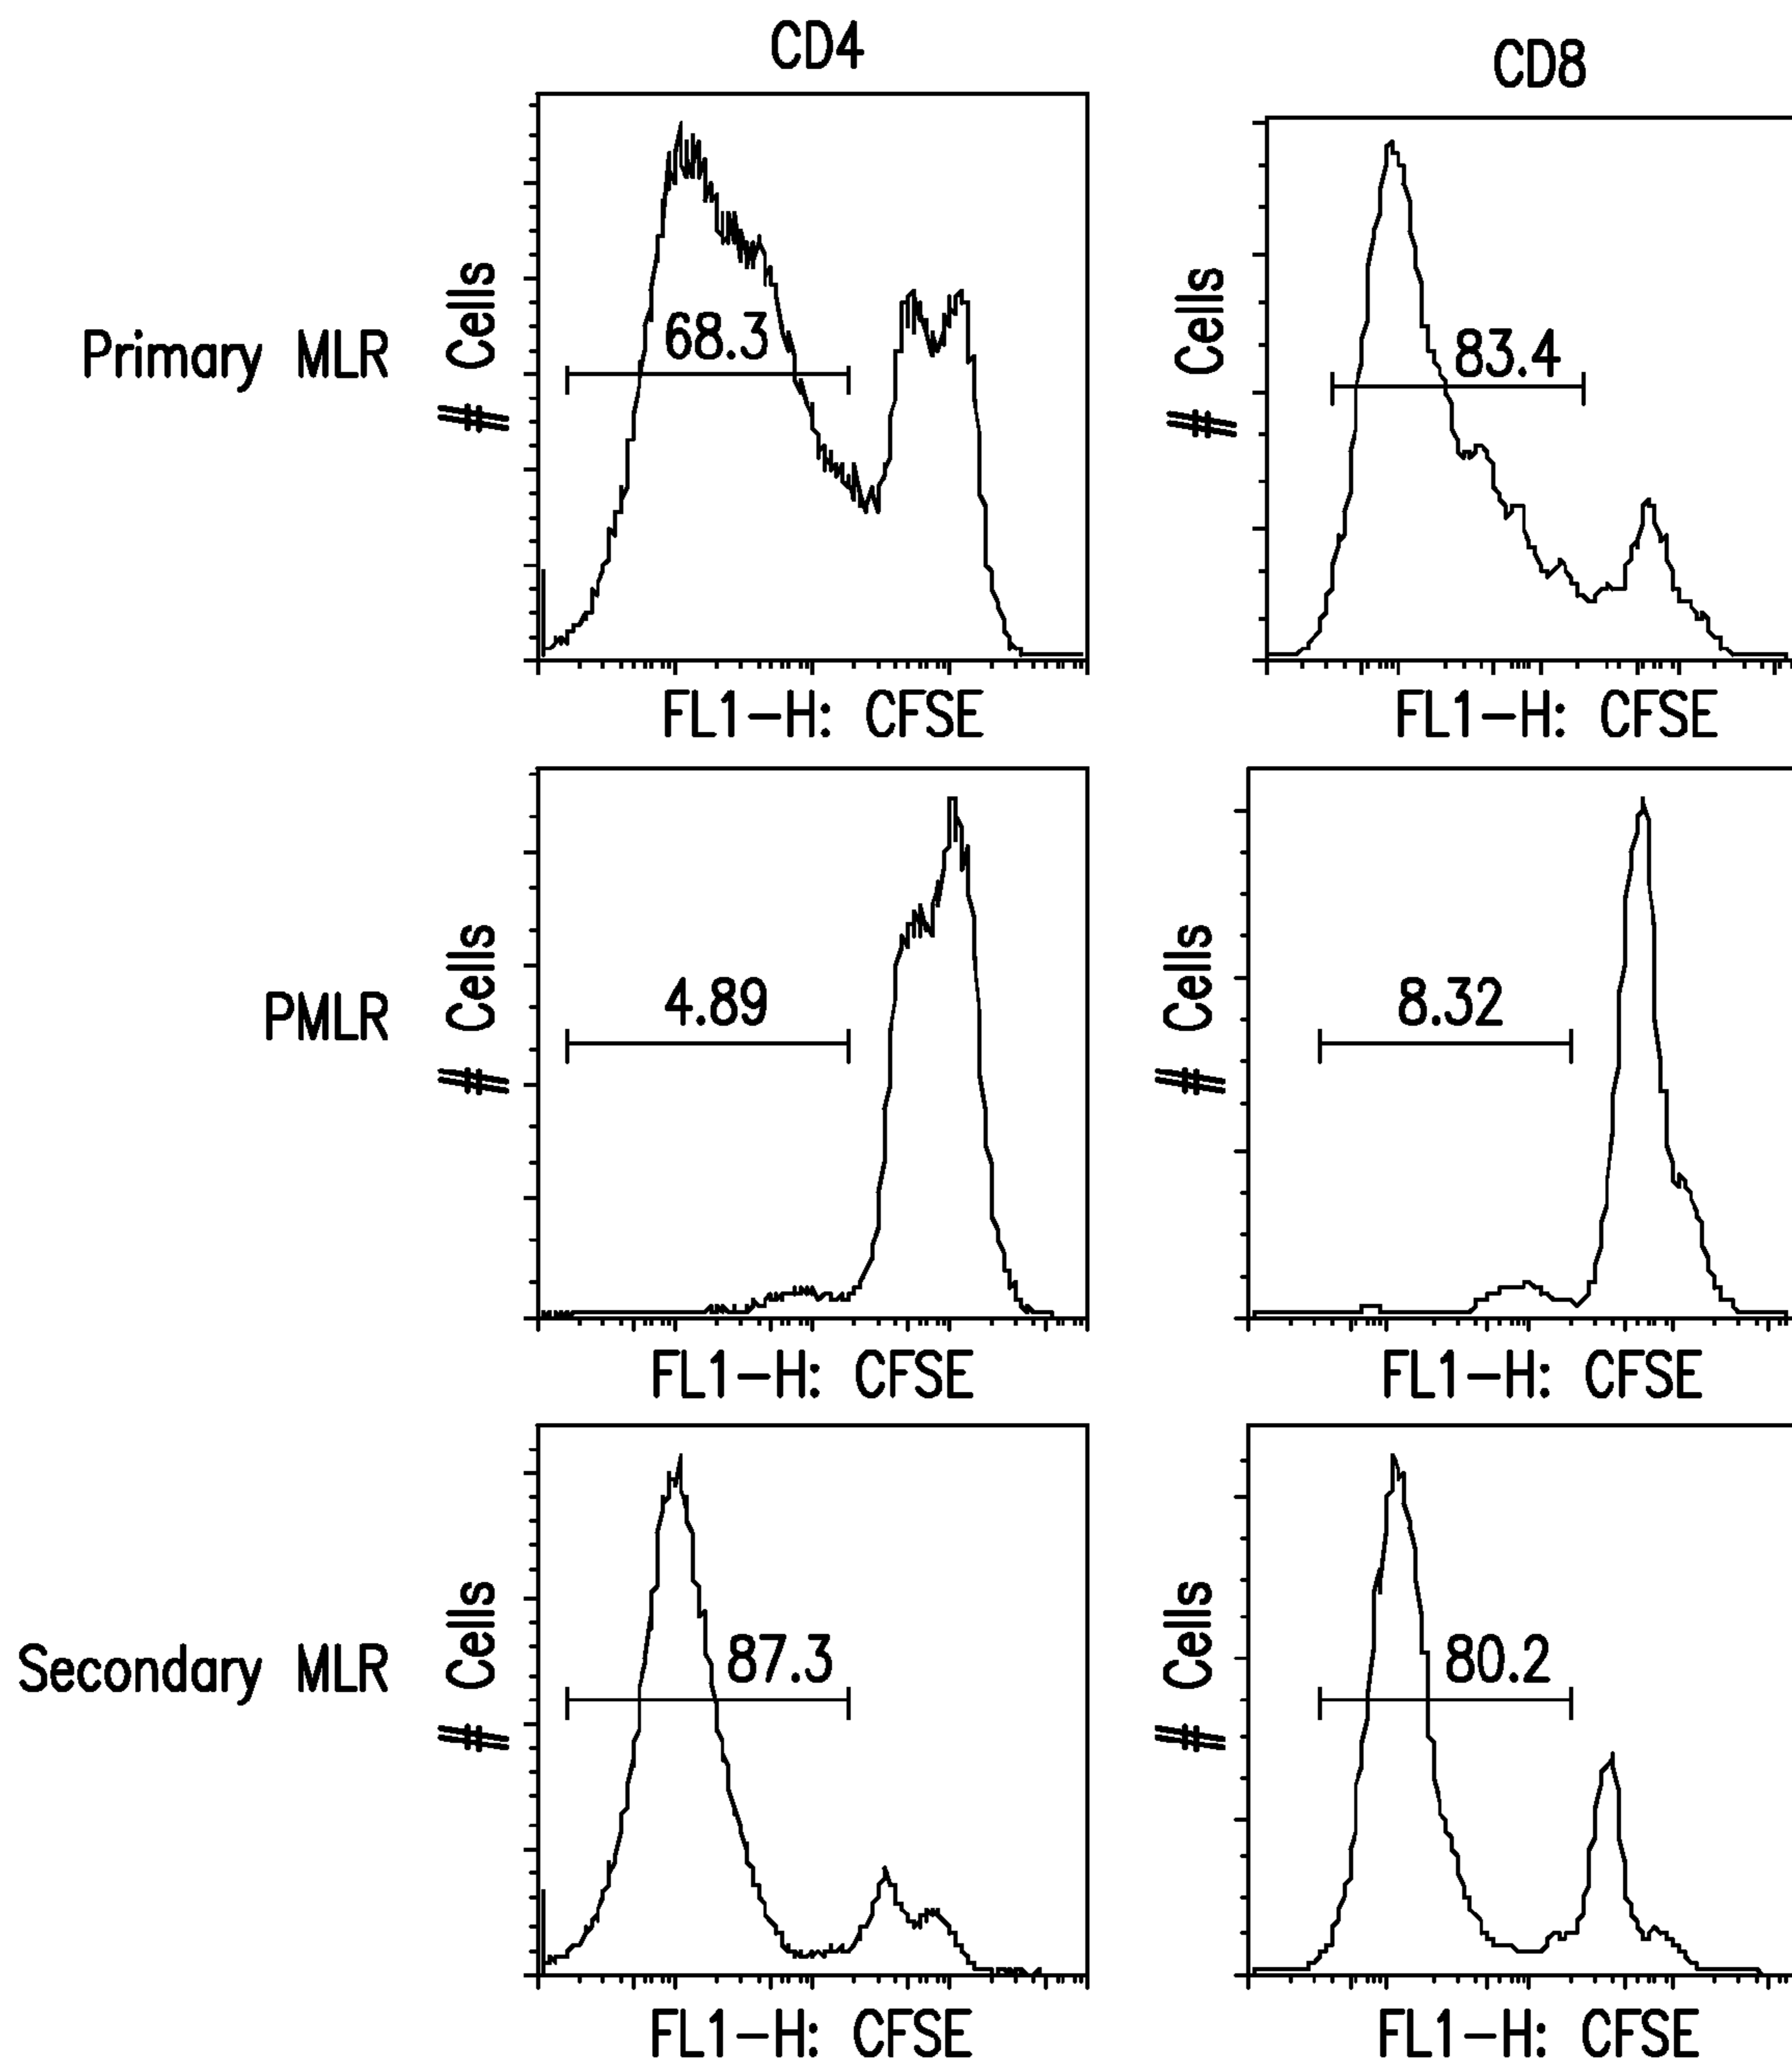 CD4
CD8
Primary MLR
# Cells
68.3
FL1-H: CFSE
# Cells
83.4
FL1-H: CFSE
PMLR
# Cells
4.89
FL1-H: CFSE
# Cells
8.32
FL1-H: CFSE
Secondary MLR
# Cells
87.3
FL1-H: CFSE
# Cells
80.2
FL1-H: CFSE